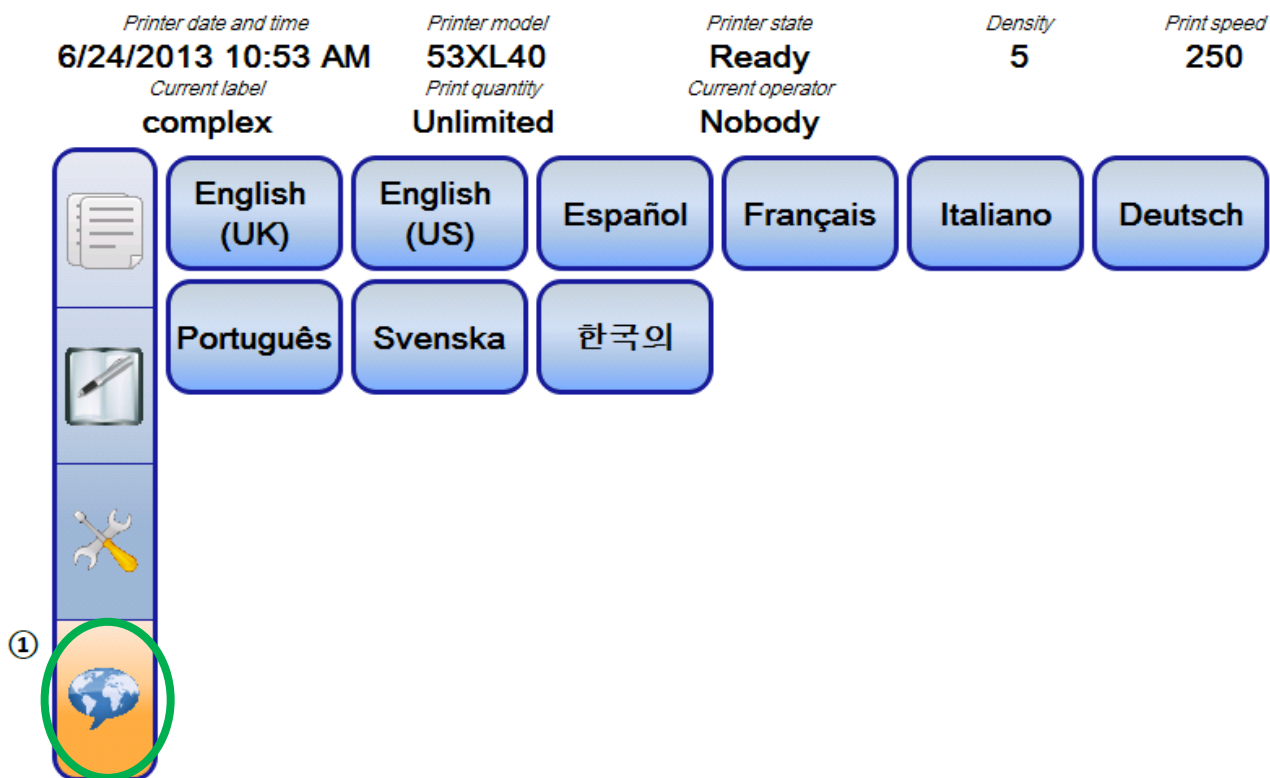 Printer date and time Printer model Printer state Density Print speed
6/24/2013 10:53 AM 53XL40 Ready 5 250
Current label Print quantity Current operator
complex Unlimited Nobody
English (UK)
English (US)
Español
Français
Italiano
Deutsch
Português
Svenska
한국의
①